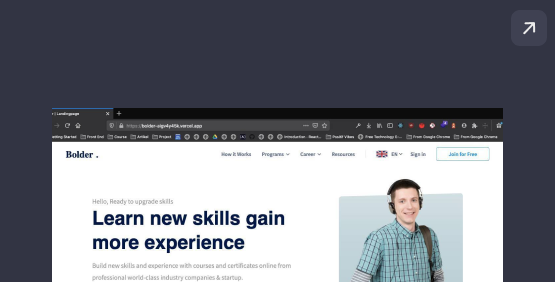 | Landingpage
https://bolder-aigv4y45k.vercel.app
etting Started Front End Course Artikel Project Introduction - React... Postit Vibes Free Technology E-... From Google Chrome From Google Chrome
Bolder .
How it Works Programs Career Resources EN Sign in Join for Free
Hello, Ready to upgrade skills
Learn new skills gain
more experience
Build new skills and experience with courses and certificates online from
professional world-class industry companies & startup.